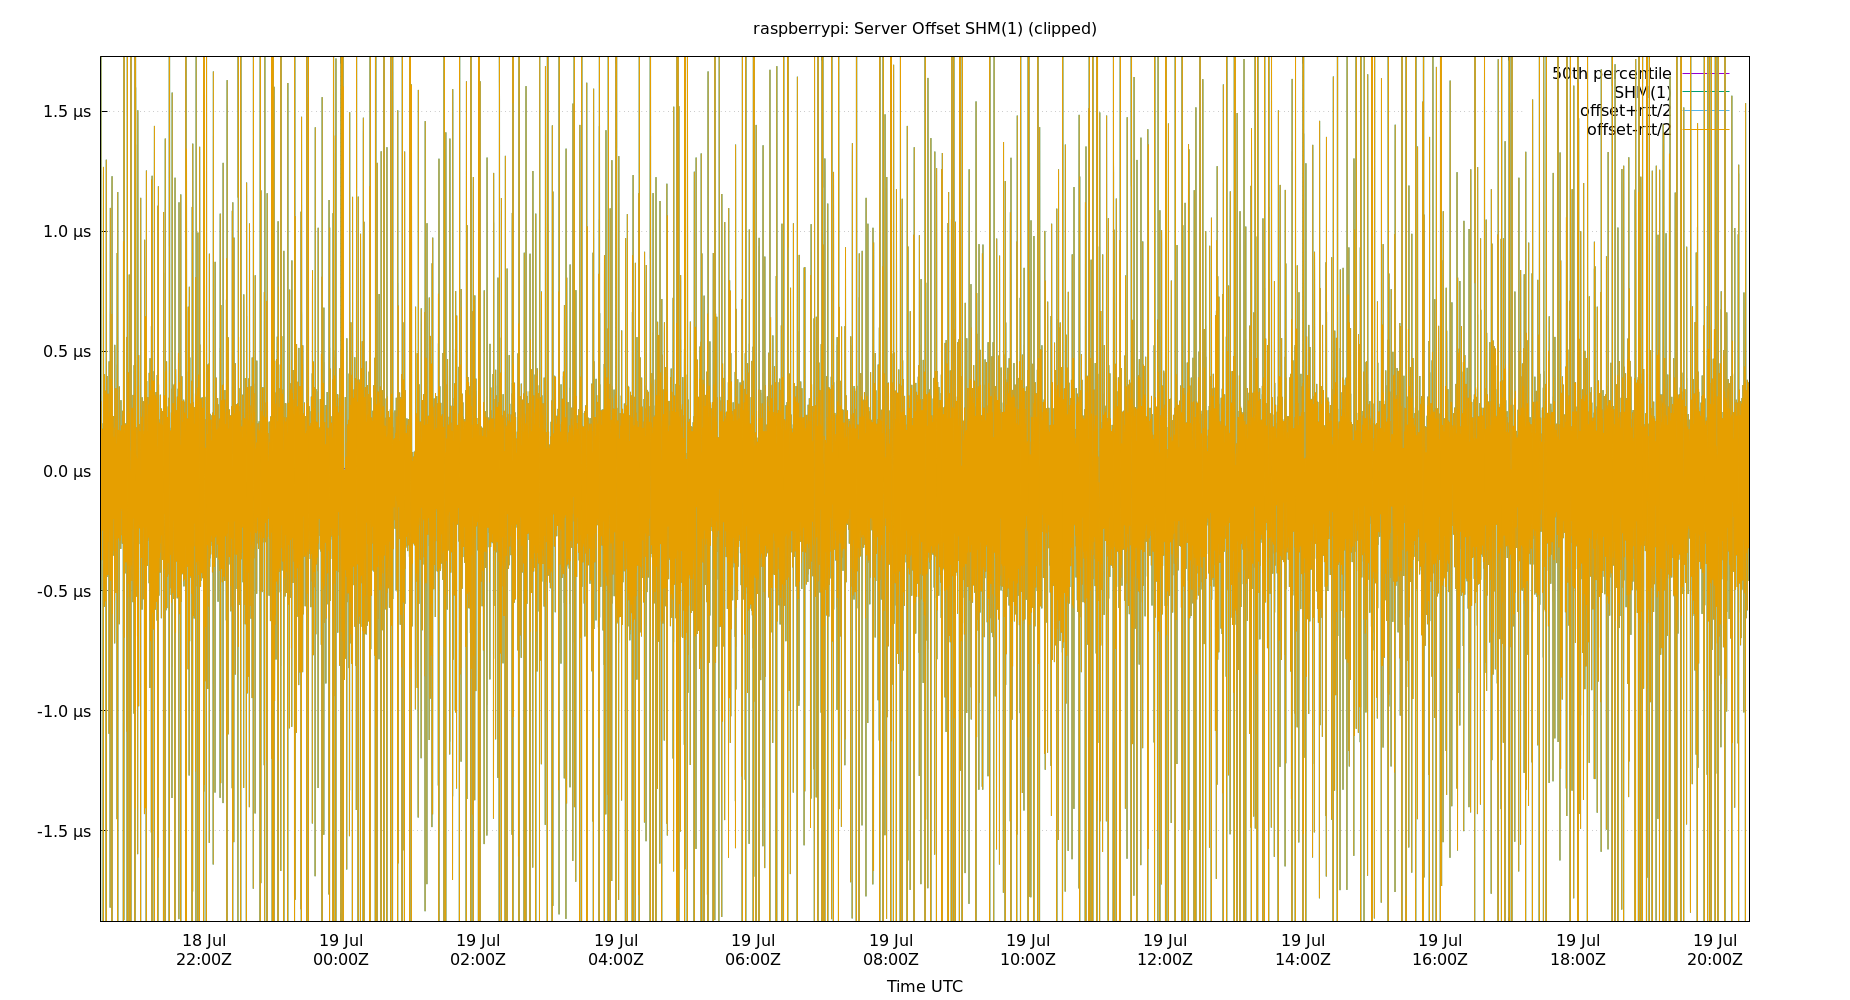 raspberrypi: Server Offset SHM(1) (clipped)
50th percentile
SHM(1)
offset+rtt/2
offset-rtt/2
1.5 µs
1.0 µs
0.5 µs
0.0 µs
-0.5 µs
-1.0 µs
-1.5 µs
18 Jul 19 Jul 19 Jul 19 Jul 19 Jul 19 Jul 19 Jul 19 Jul 19 Jul 19 Jul 19 Jul 19 Jul
22:00Z 00:00Z 02:00Z 04:00Z 06:00Z 08:00Z 10:00Z 12:00Z 14:00Z 16:00Z 18:00Z 20:00Z
Time UTC